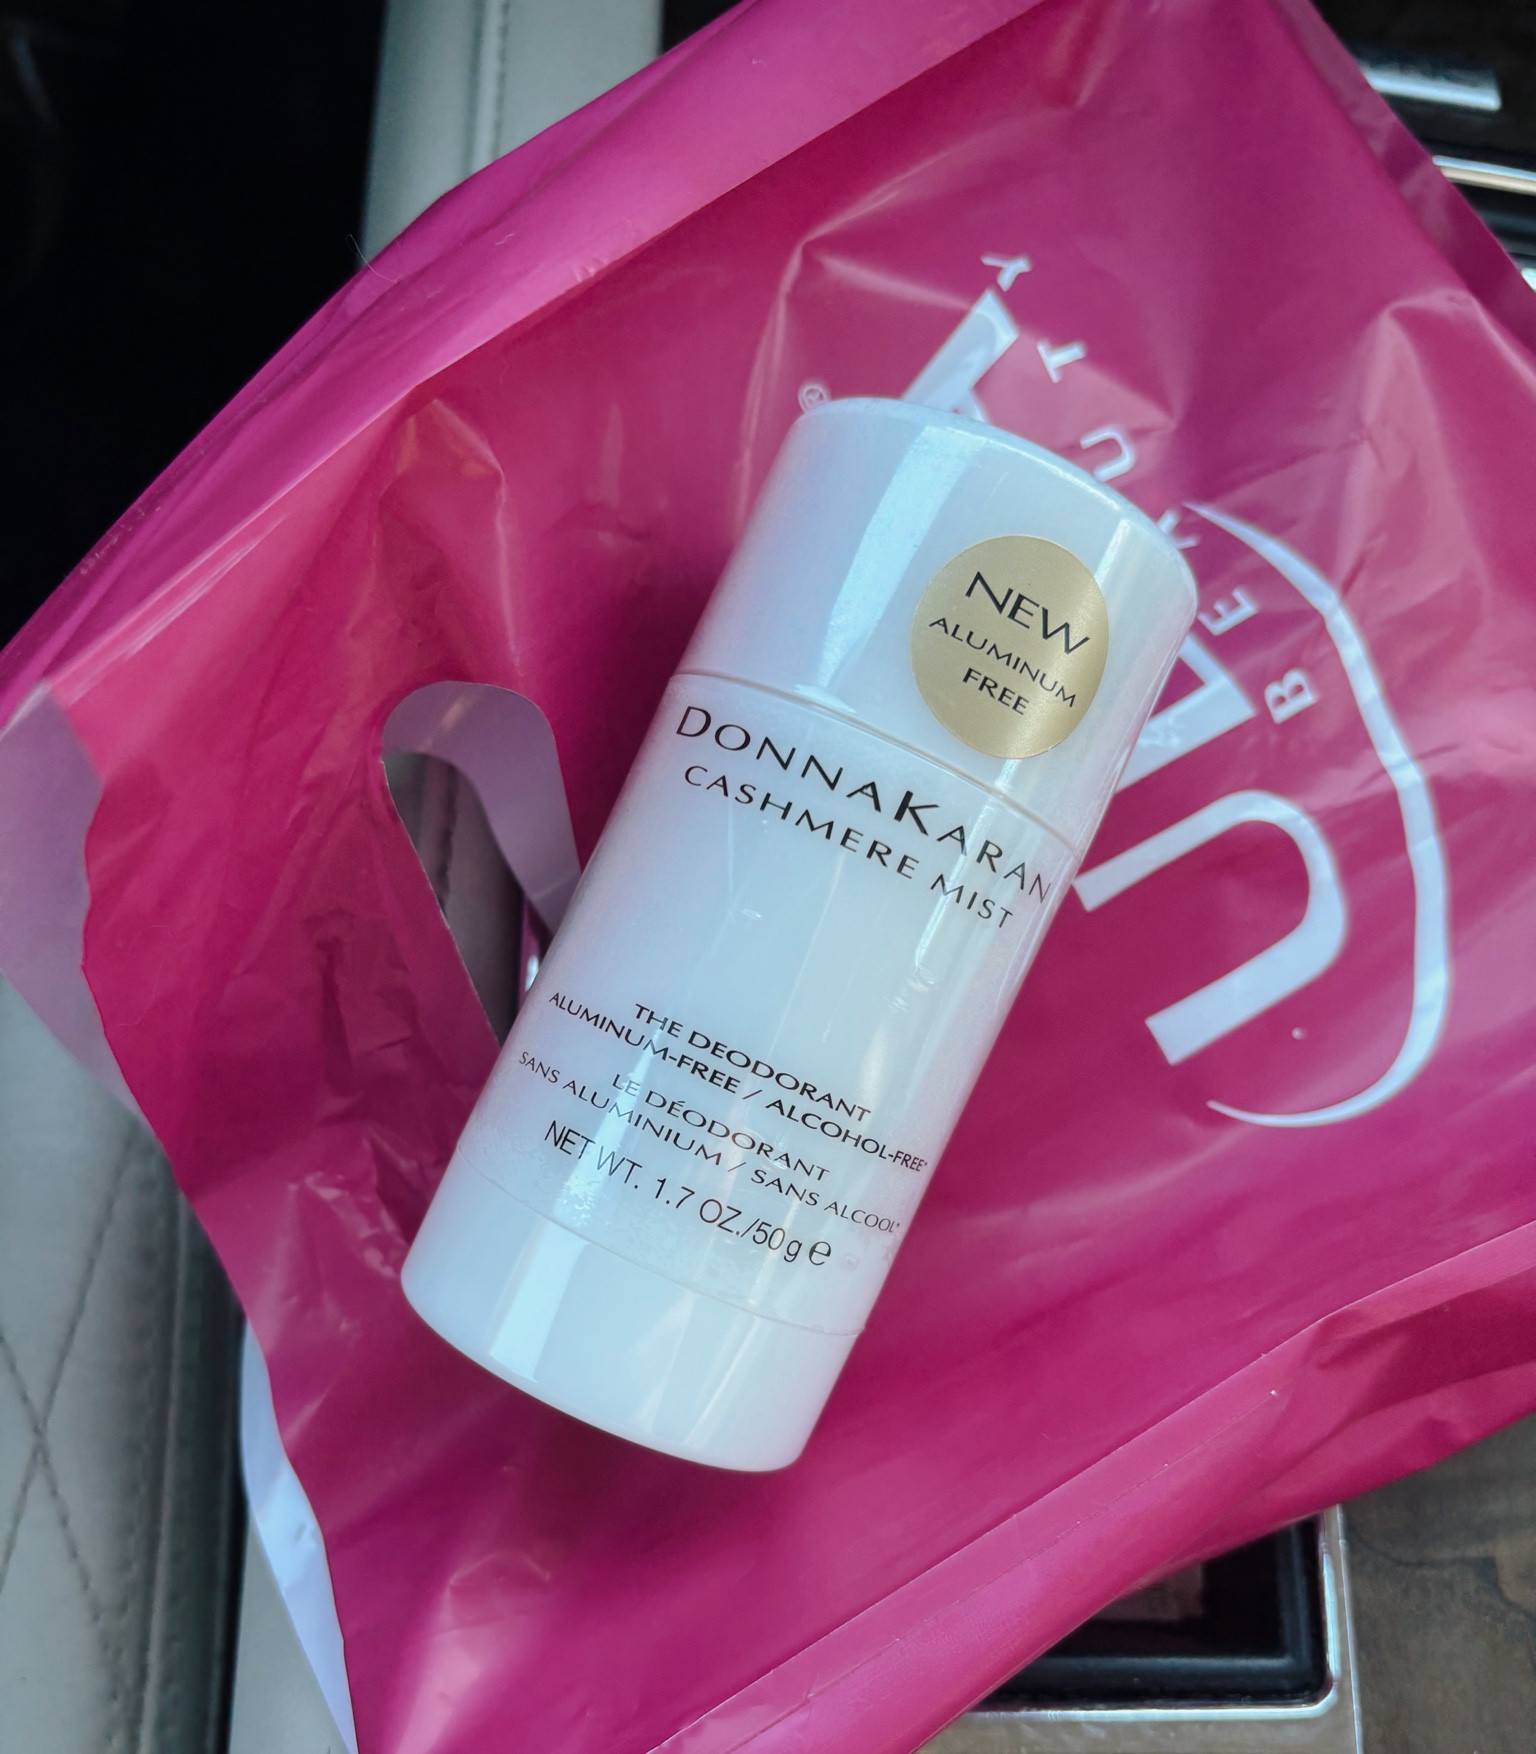 NEW
ALUMINUM
FREE
DONNAKARAN
CASHMERE MIST
THE DEODORANT
ALUMINUM-FREE / ALCOHOL-FREE*
LE DÉODORANT
SANS ALUMINIUM / SANS ALCOOL*
NET WT. 1.7 OZ./50g e
BEAUTY